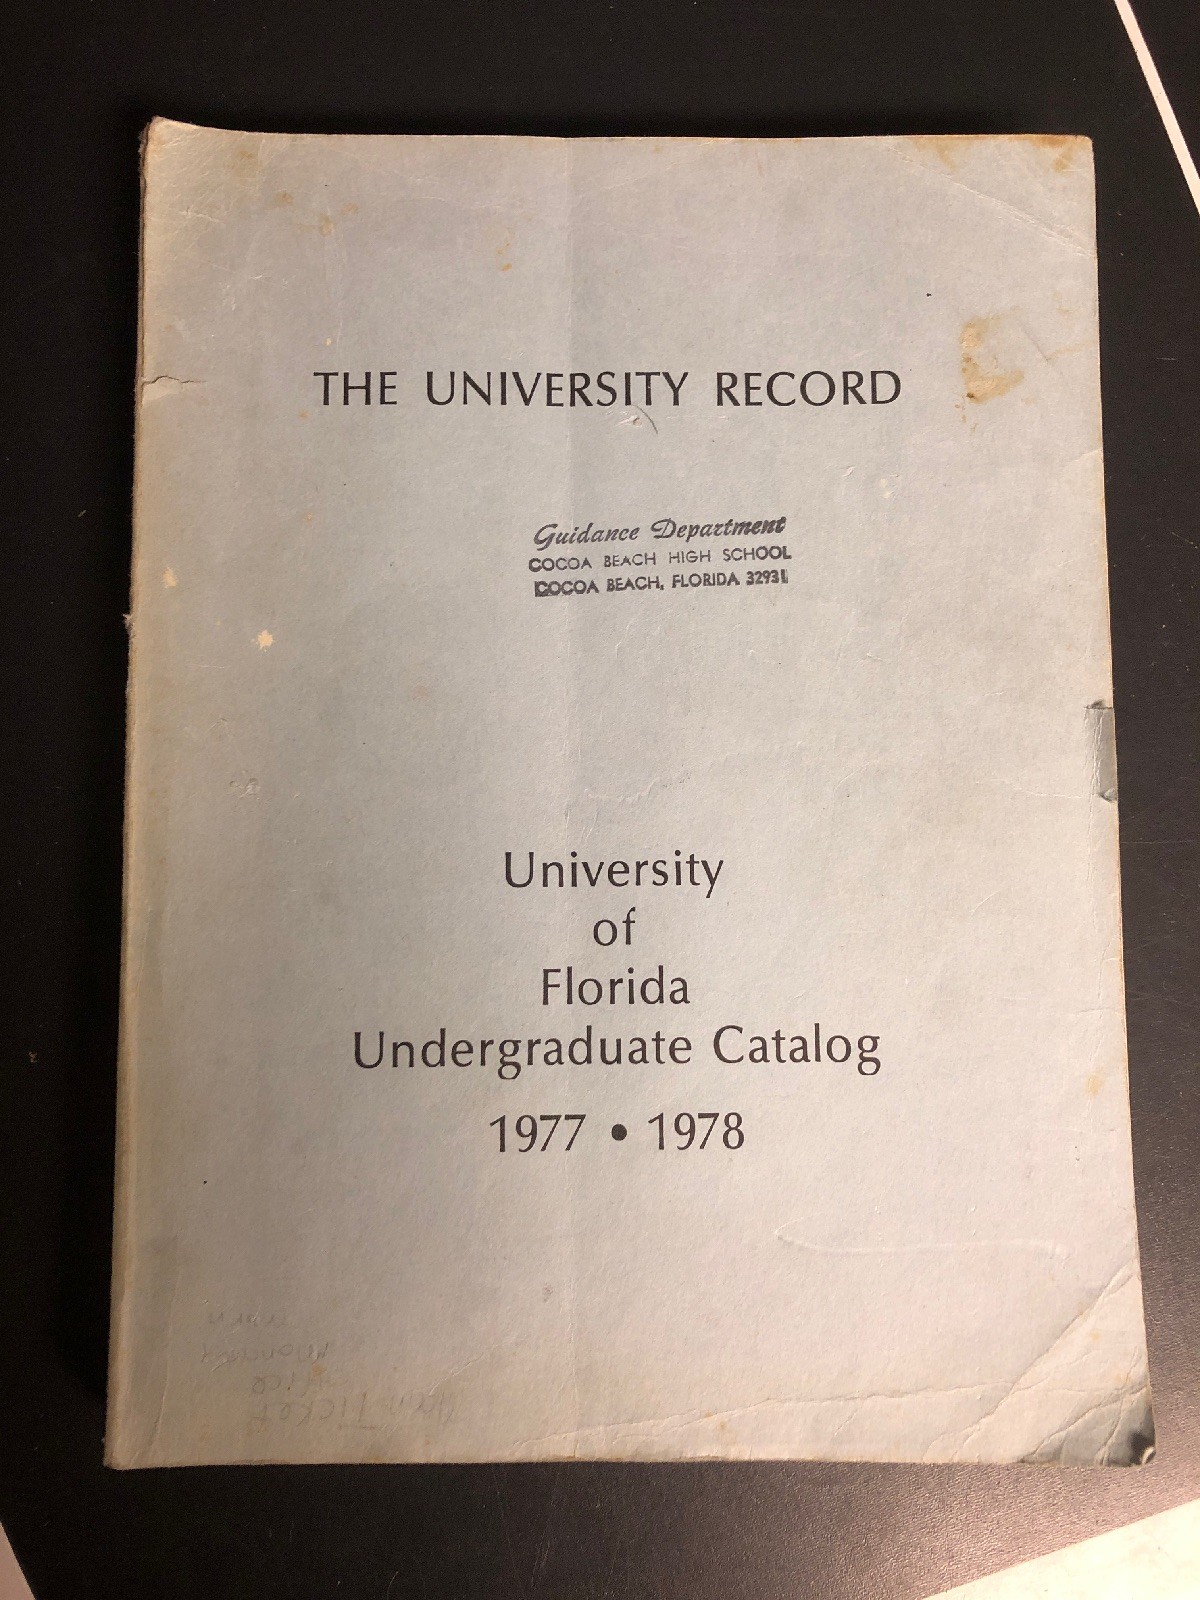 THE UNIVERSITY RECORD
Guidance Department
COCOA BEACH HIGH SCHOOL
COCOA BEACH, FLORIDA 32931
University
of
Florida
Undergraduate Catalog
1977 • 1978